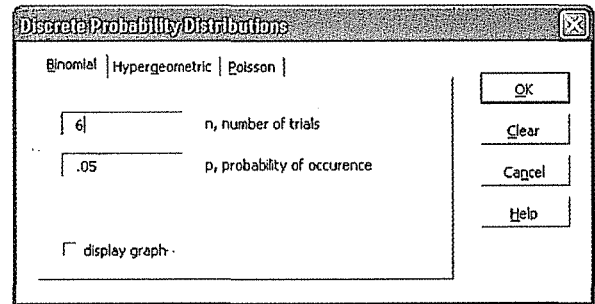 Discrete Probability Distributions
Binomial Hypergeometric Poisson
6 n, number of trials
.05 p, probability of occurence
display graph
OK
Clear
Cancel
Help